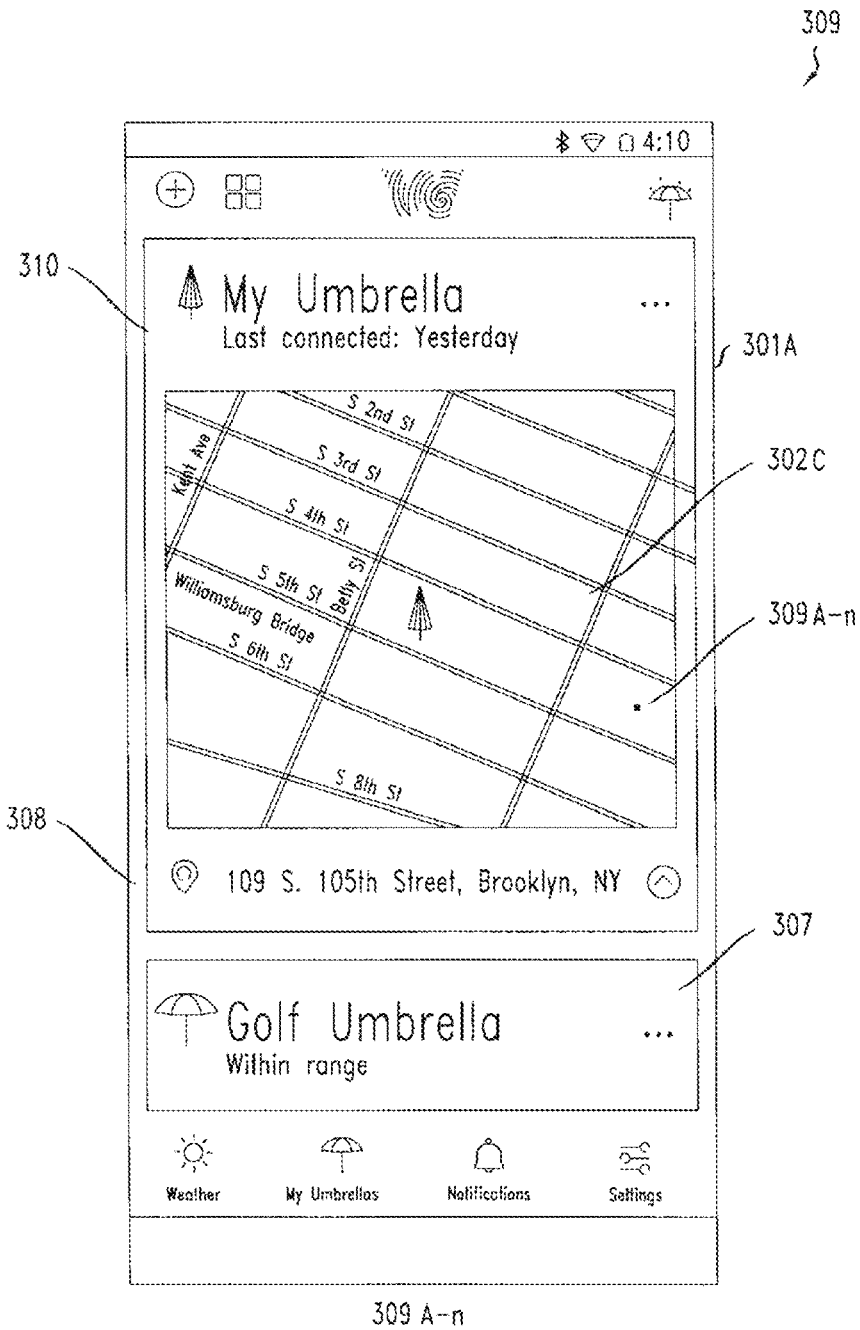 309
4:10
310
My Umbrella
...
Last connected: Yesterday
301A
S 2nd St
Kent Ave
S 3rd St
302C
S 4th St
S 5th St
Berry St
Williamsburg Bridge
309A-n
S 6th St
S 8th St
308
109 S. 105th Street, Brooklyn, NY
307
Golf Umbrella
...
Within range
Weather
My Umbrellas
Notifications
Settings
309 A-n